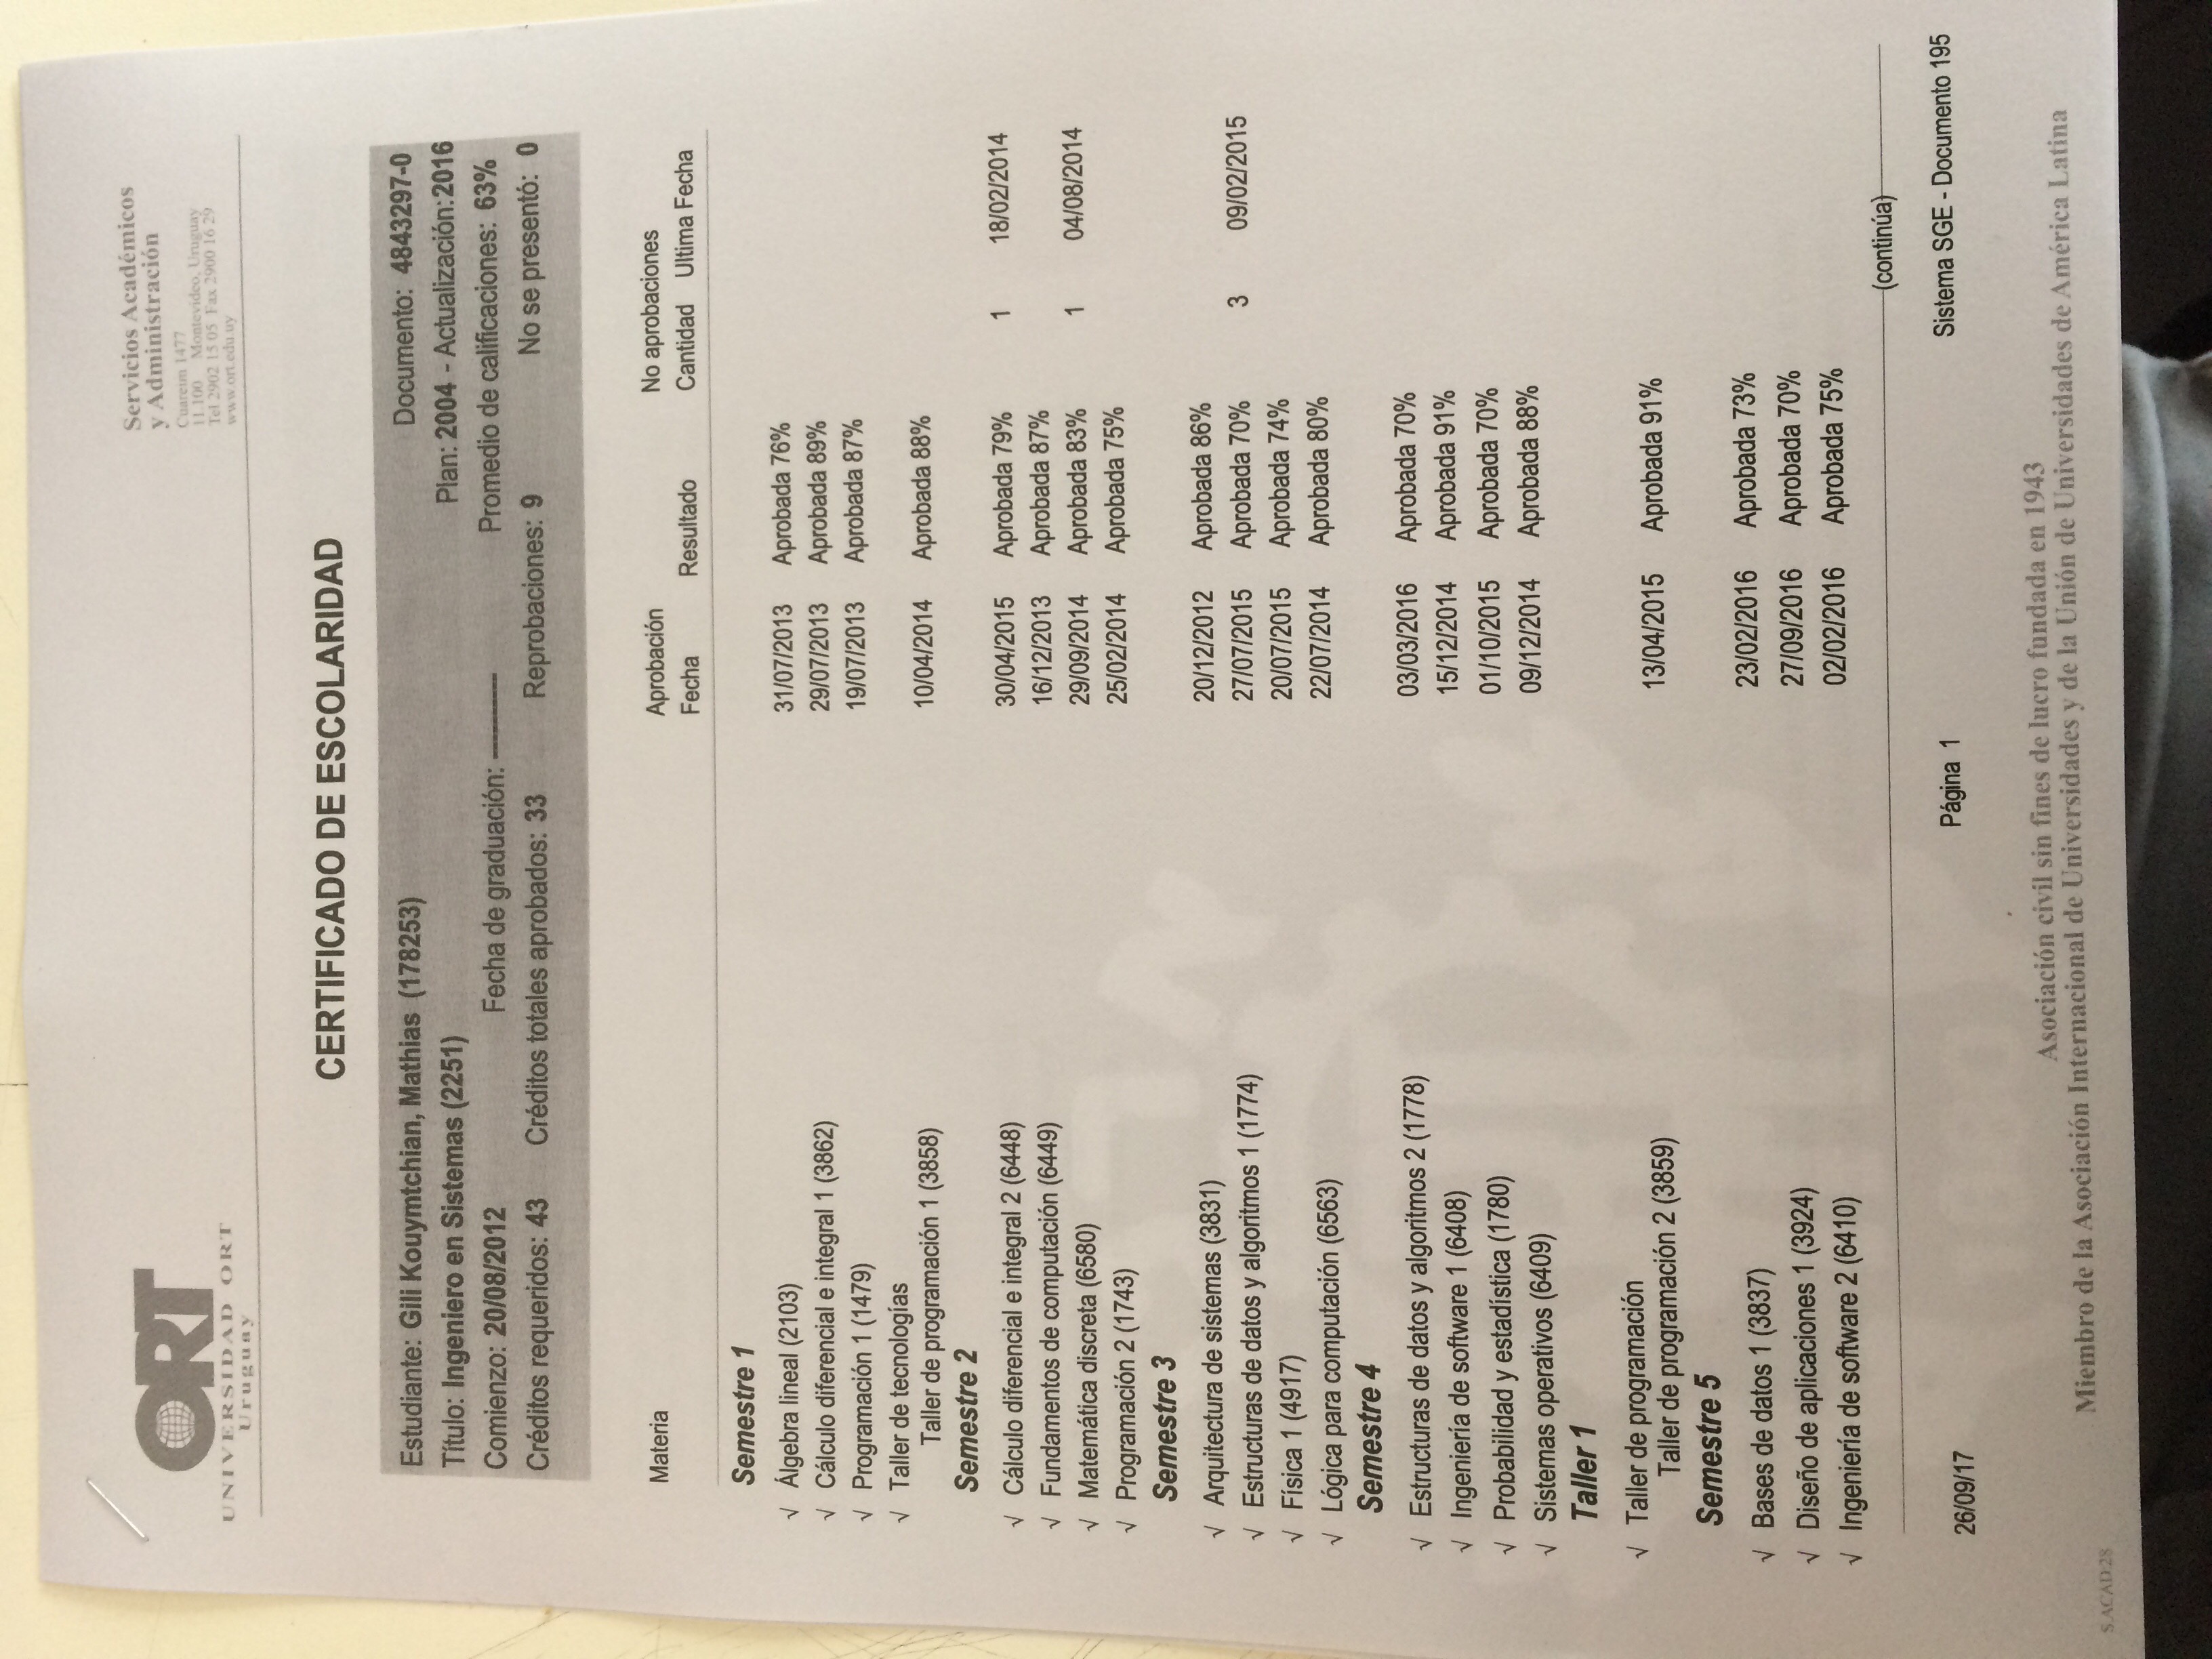 ORT
UNIVERSIDAD ORT
Uruguay
Servicios Académicos
y Administración
Cuareim 1477
11.100 Montevideo, Uruguay
Tel 2902 15 05 Fax 2900 16 29
www.ort.edu.uy
CERTIFICADO DE ESCOLARIDAD
Estudiante: Gili Kouymtchian, Mathias (178253) Documento: 4843297-0
Título: Ingeniero en Sistemas (2251) Plan: 2004 - Actualización:2016
Comienzo: 20/08/2012 Fecha de graduación: ———— Promedio de calificaciones: 63%
Créditos requeridos: 43 Créditos totales aprobados: 33 Reprobaciones: 9 No se presentó: 0
Materia Aprobación No aprobaciones
Fecha Resultado Cantidad Ultima Fecha
Semestre 1
√ Álgebra lineal (2103) 31/07/2013 Aprobada 76%
√ Cálculo diferencial e integral 1 (3862) 29/07/2013 Aprobada 89%
√ Programación 1 (1479) 19/07/2013 Aprobada 87%
√ Taller de tecnologías
Taller de programación 1 (3858) 10/04/2014 Aprobada 88%
Semestre 2
√ Cálculo diferencial e integral 2 (6448) 30/04/2015 Aprobada 79% 1 18/02/2014
√ Fundamentos de computación (6449) 16/12/2013 Aprobada 87%
√ Matemática discreta (6580) 29/09/2014 Aprobada 83% 1 04/08/2014
√ Programación 2 (1743) 25/02/2014 Aprobada 75%
Semestre 3
√ Arquitectura de sistemas (3831) 20/12/2012 Aprobada 86%
√ Estructuras de datos y algoritmos 1 (1774) 27/07/2015 Aprobada 70% 3 09/02/2015
√ Física 1 (4917) 20/07/2015 Aprobada 74%
√ Lógica para computación (6563) 22/07/2014 Aprobada 80%
Semestre 4
√ Estructuras de datos y algoritmos 2 (1778) 03/03/2016 Aprobada 70%
√ Ingeniería de software 1 (6408) 15/12/2014 Aprobada 91%
√ Probabilidad y estadística (1780) 01/10/2015 Aprobada 70%
√ Sistemas operativos (6409) 09/12/2014 Aprobada 88%
Taller 1
√ Taller de programación
Taller de programación 2 (3859) 13/04/2015 Aprobada 91%
Semestre 5
√ Bases de datos 1 (3837) 23/02/2016 Aprobada 73%
√ Diseño de aplicaciones 1 (3924) 27/09/2016 Aprobada 70%
√ Ingeniería de software 2 (6410) 02/02/2016 Aprobada 75%
(continúa)
26/09/17 Página 1 Sistema SGE - Documento 195
Asociación civil sin fines de lucro fundada en 1943
Miembro de la Asociación Internacional de Universidades y de la Unión de Universidades de América Latina
S.ACAD.28